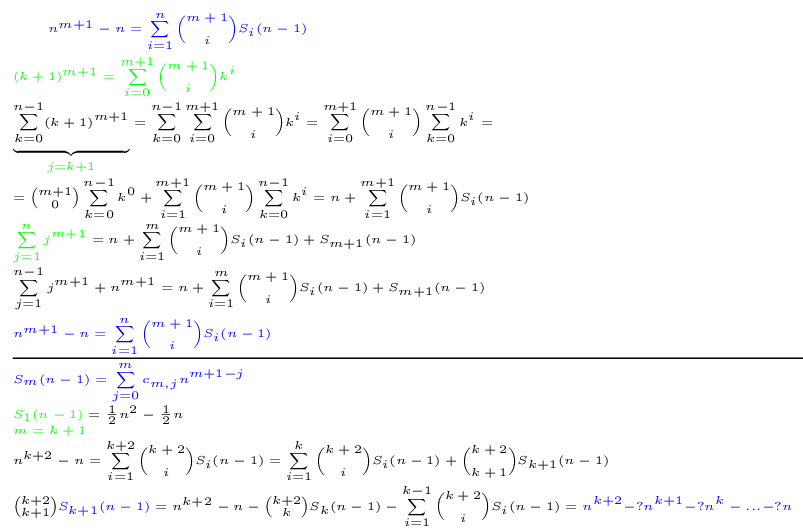 n^{m+1} − n = \sum_{i=1}^{n} \binom{m+1}{i} S_i(n − 1)
(k + 1)^{m+1} = \sum_{i=0}^{m+1} \binom{m+1}{i} k^i
\underbrace{\sum_{k=0}^{n−1} (k + 1)^{m+1}}_{j=k+1} = \sum_{k=0}^{n−1} \sum_{i=0}^{m+1} \binom{m+1}{i} k^i = \sum_{i=0}^{m+1} \binom{m+1}{i} \sum_{k=0}^{n−1} k^i =
= \binom{m+1}{0} \sum_{k=0}^{n−1} k^0 + \sum_{i=1}^{m+1} \binom{m+1}{i} \sum_{k=0}^{n−1} k^i = n + \sum_{i=1}^{m+1} \binom{m+1}{i} S_i(n − 1)
\sum_{j=1}^{n} j^{m+1} = n + \sum_{i=1}^{m} \binom{m+1}{i} S_i(n − 1) + S_{m+1}(n − 1)
\sum_{j=1}^{n−1} j^{m+1} + n^{m+1} = n + \sum_{i=1}^{m} \binom{m+1}{i} S_i(n − 1) + S_{m+1}(n − 1)
n^{m+1} − n = \sum_{i=1}^{n} \binom{m+1}{i} S_i(n − 1)
S_m(n − 1) = \sum_{j=0}^{m} c_{m,j} n^{m+1−j}
S_1(n − 1) = \frac{1}{2} n^2 − \frac{1}{2} n
m = k + 1
n^{k+2} − n = \sum_{i=1}^{k+2} \binom{k+2}{i} S_i(n − 1) = \sum_{i=1}^{k} \binom{k+2}{i} S_i(n − 1) + \binom{k+2}{k+1} S_{k+1}(n − 1)
\binom{k+2}{k+1} S_{k+1}(n − 1) = n^{k+2} − n − \binom{k+2}{k} S_k(n − 1) − \sum_{i=1}^{k−1} \binom{k+2}{i} S_i(n − 1) = n^{k+2} −?n^{k+1} −?n^k − ...−?n